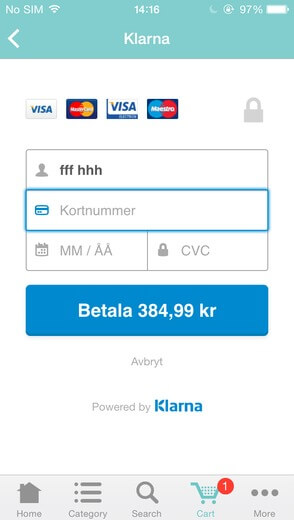 No SIM 14:16 97%
Klarna
VISA MasterCard VISA Maestro
fff hhh
Kortnummer
MM / ÅÅ CVC
Betala 384,99 kr
Avbryt
Powered by Klarna
1
Home Category Search Cart More